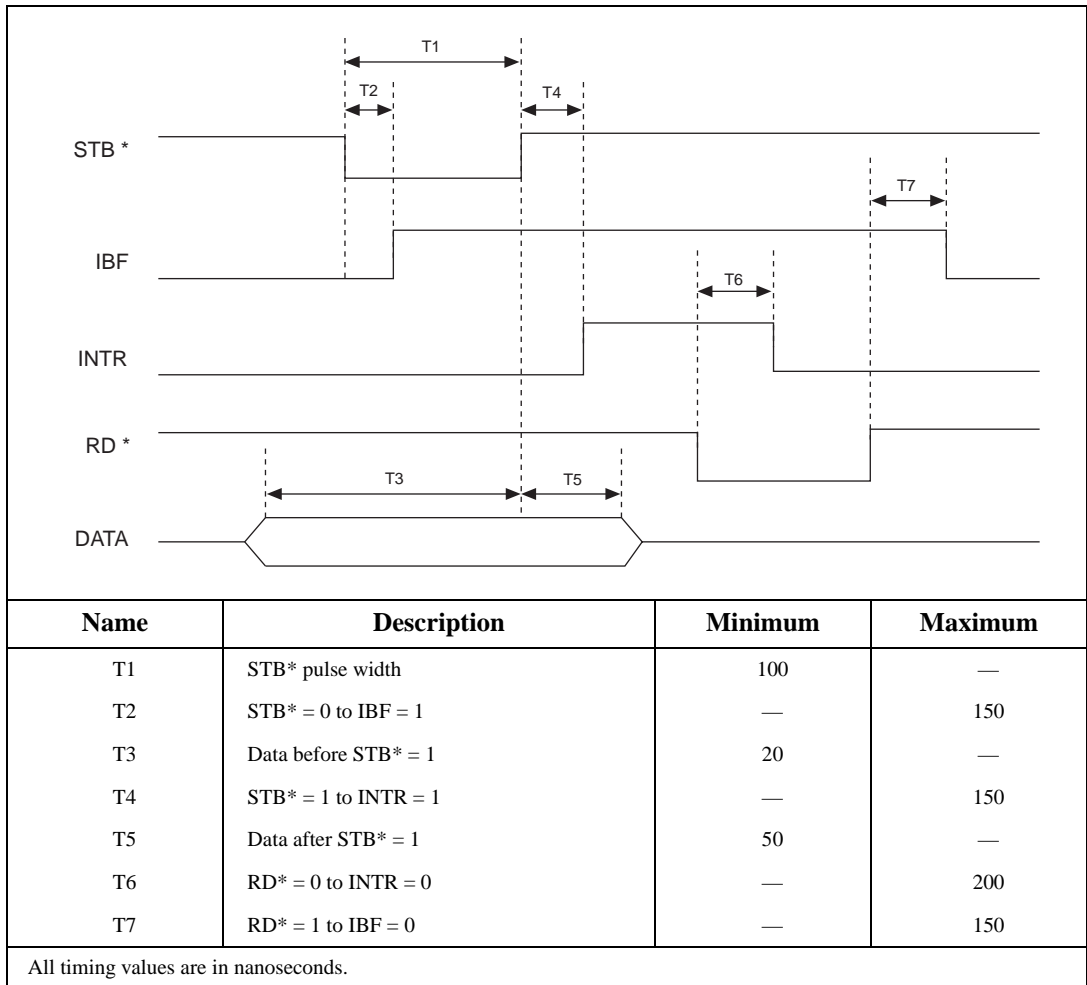 T1
T2
T4
STB *
T7
IBF
T6
INTR
RD *
T3
T5
DATA
Name Description Minimum Maximum
T1 STB* pulse width 100 —
T2 STB* = 0 to IBF = 1 — 150
T3 Data before STB* = 1 20 —
T4 STB* = 1 to INTR = 1 — 150
T5 Data after STB* = 1 50 —
T6 RD* = 0 to INTR = 0 — 200
T7 RD* = 1 to IBF = 0 — 150
All timing values are in nanoseconds.